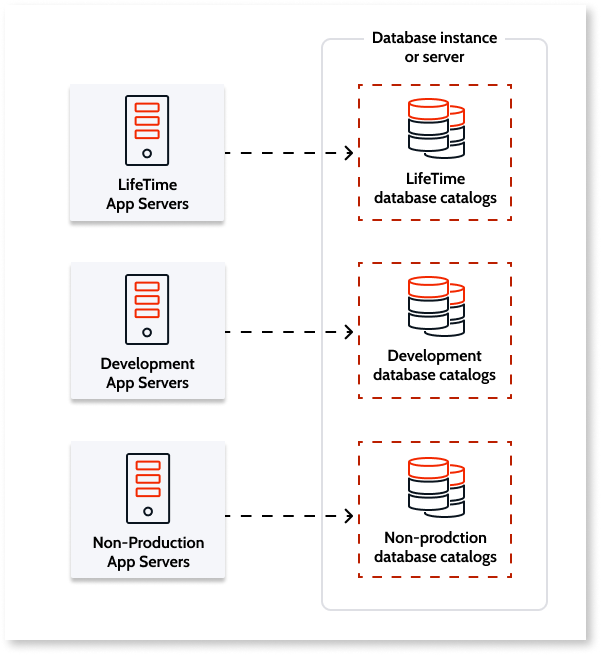 Database instance
or server
LifeTime
App Servers
LifeTime
database catalogs
Development
App Servers
Development
database catalogs
Non-Production
App Servers
Non-prodction
database catalogs